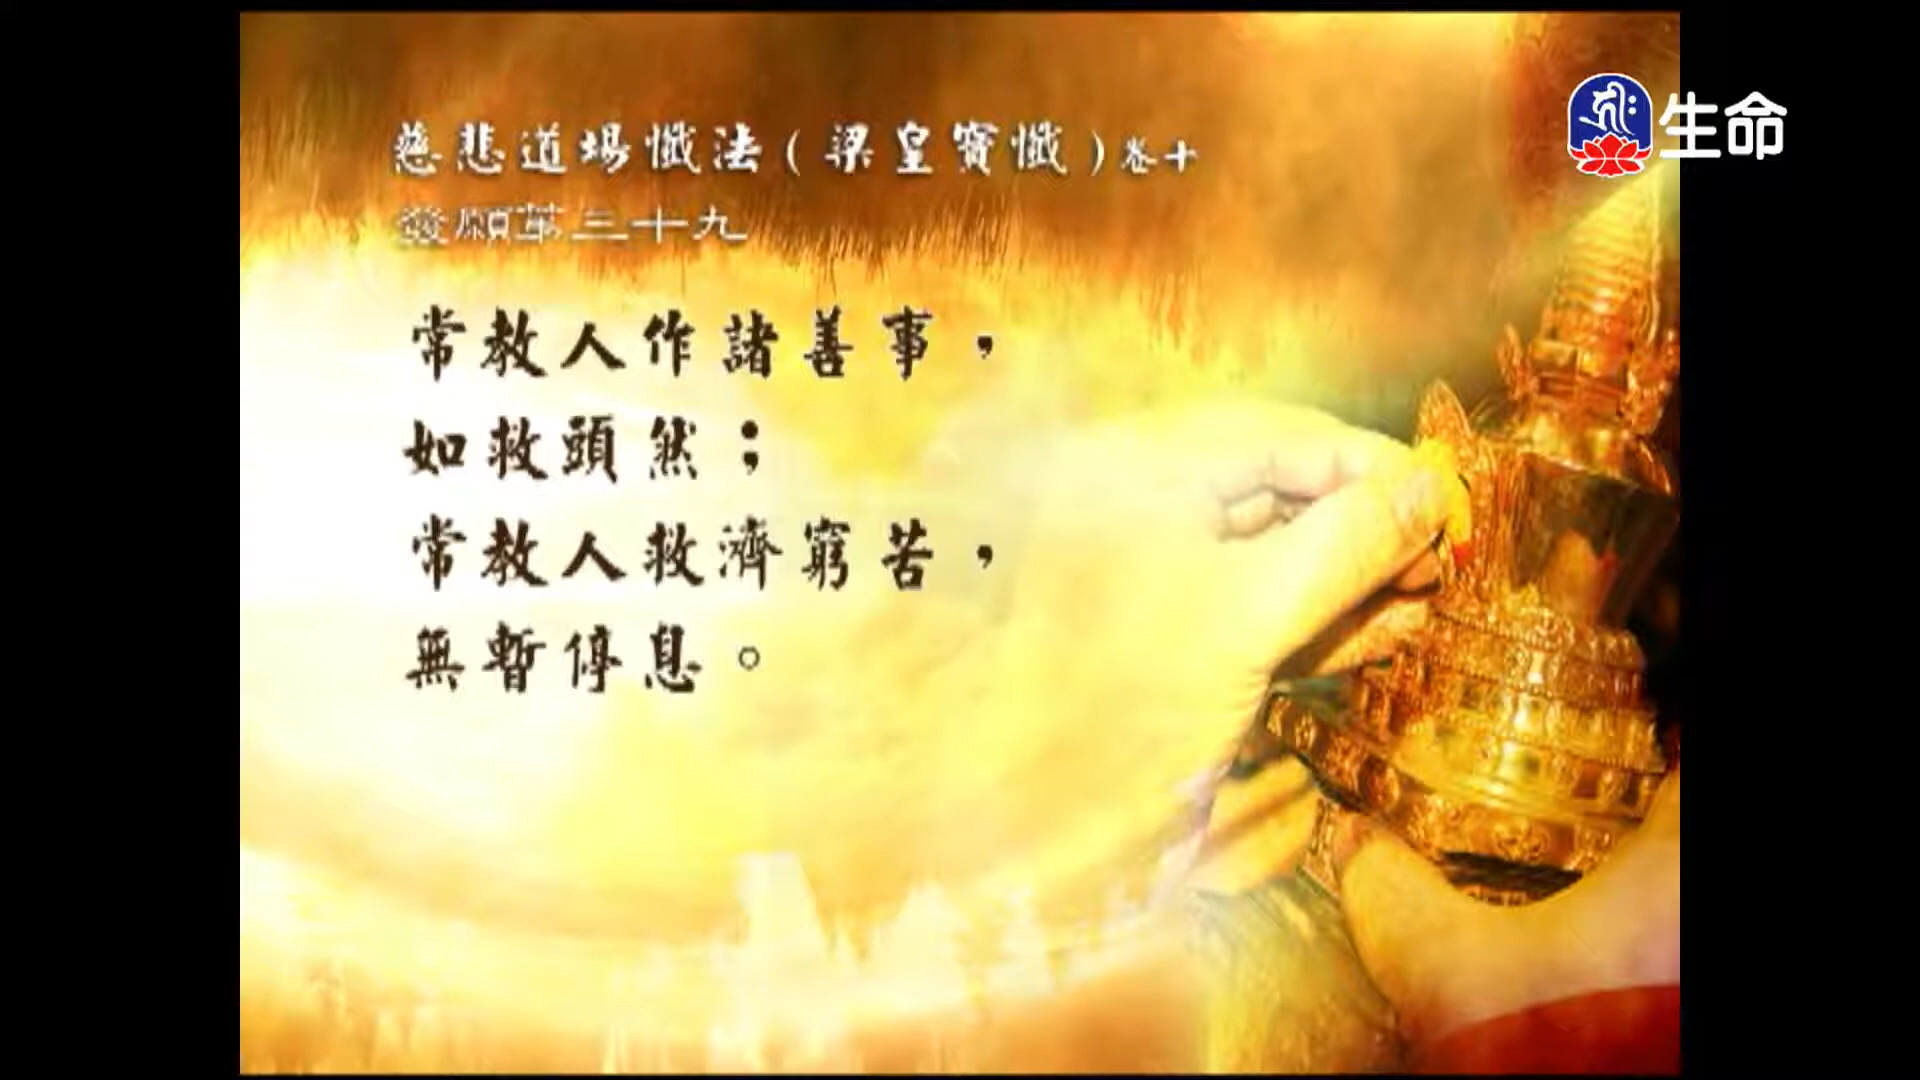 慈悲道場懺法(梁皇寶懺)卷十
發願第三十九
常教人作諸善事，
如救頭然；
常教人救濟窮苦，
無暫停息。
生命